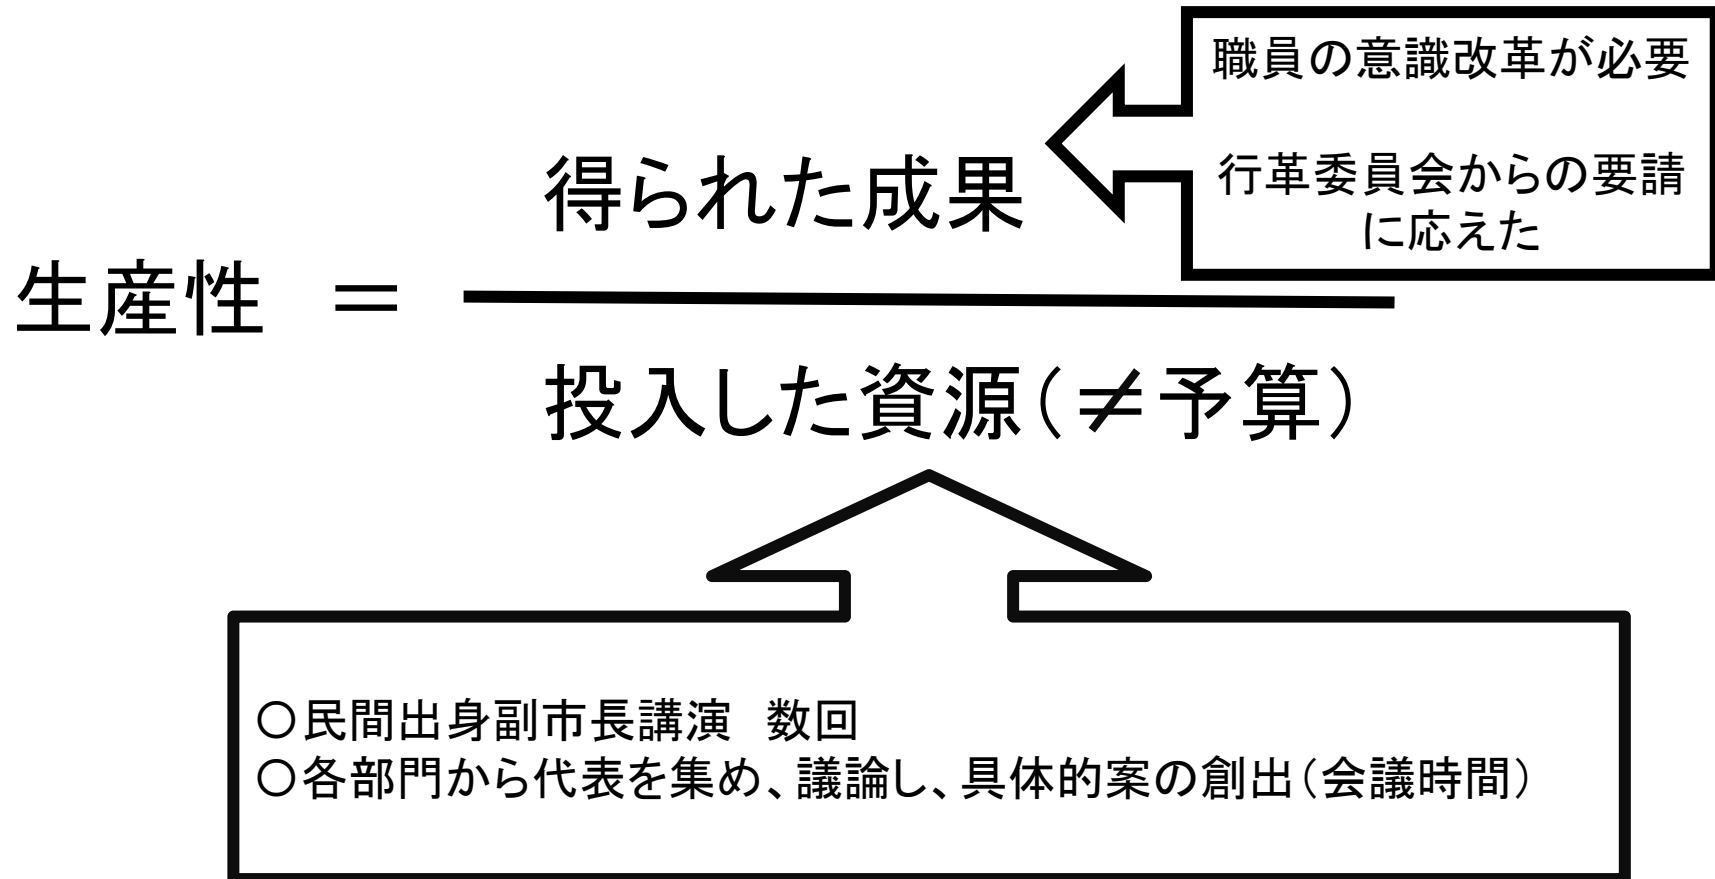 職員の意識改革が必要
行革委員会からの要請
に応えた
得られた成果
生産性 ＝
投入した資源(≠予算)
○民間出身副市長講演　数回
○各部門から代表を集め、議論し、具体的案の創出(会議時間)